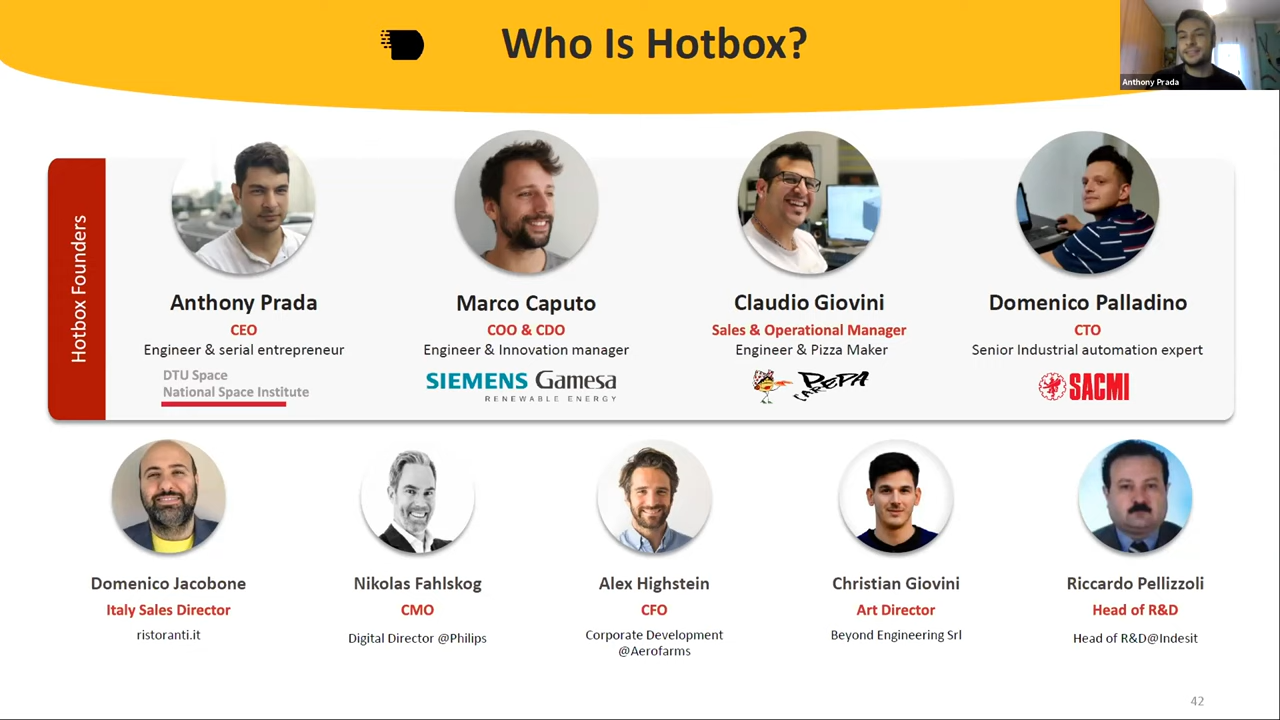 Who Is Hotbox?
Anthony Prada
Hotbox Founders
Anthony Prada
CEO
Engineer & serial entrepreneur
DTU Space
National Space Institute
Marco Caputo
COO & CDO
Engineer & Innovation manager
SIEMENS Gamesa
RENEWABLE ENERGY
Claudio Giovini
Sales & Operational Manager
Engineer & Pizza Maker
PEPA
Domenico Palladino
CTO
Senior Industrial automation expert
SACMI
Domenico Jacobone
Italy Sales Director
ristoranti.it
Nikolas Fahlskog
CMO
Digital Director @Philips
Alex Highstein
CFO
Corporate Development
@Aerofarms
Christian Giovini
Art Director
Beyond Engineering Srl
Riccardo Pellizzoli
Head of R&D
Head of R&D@Indesit
42